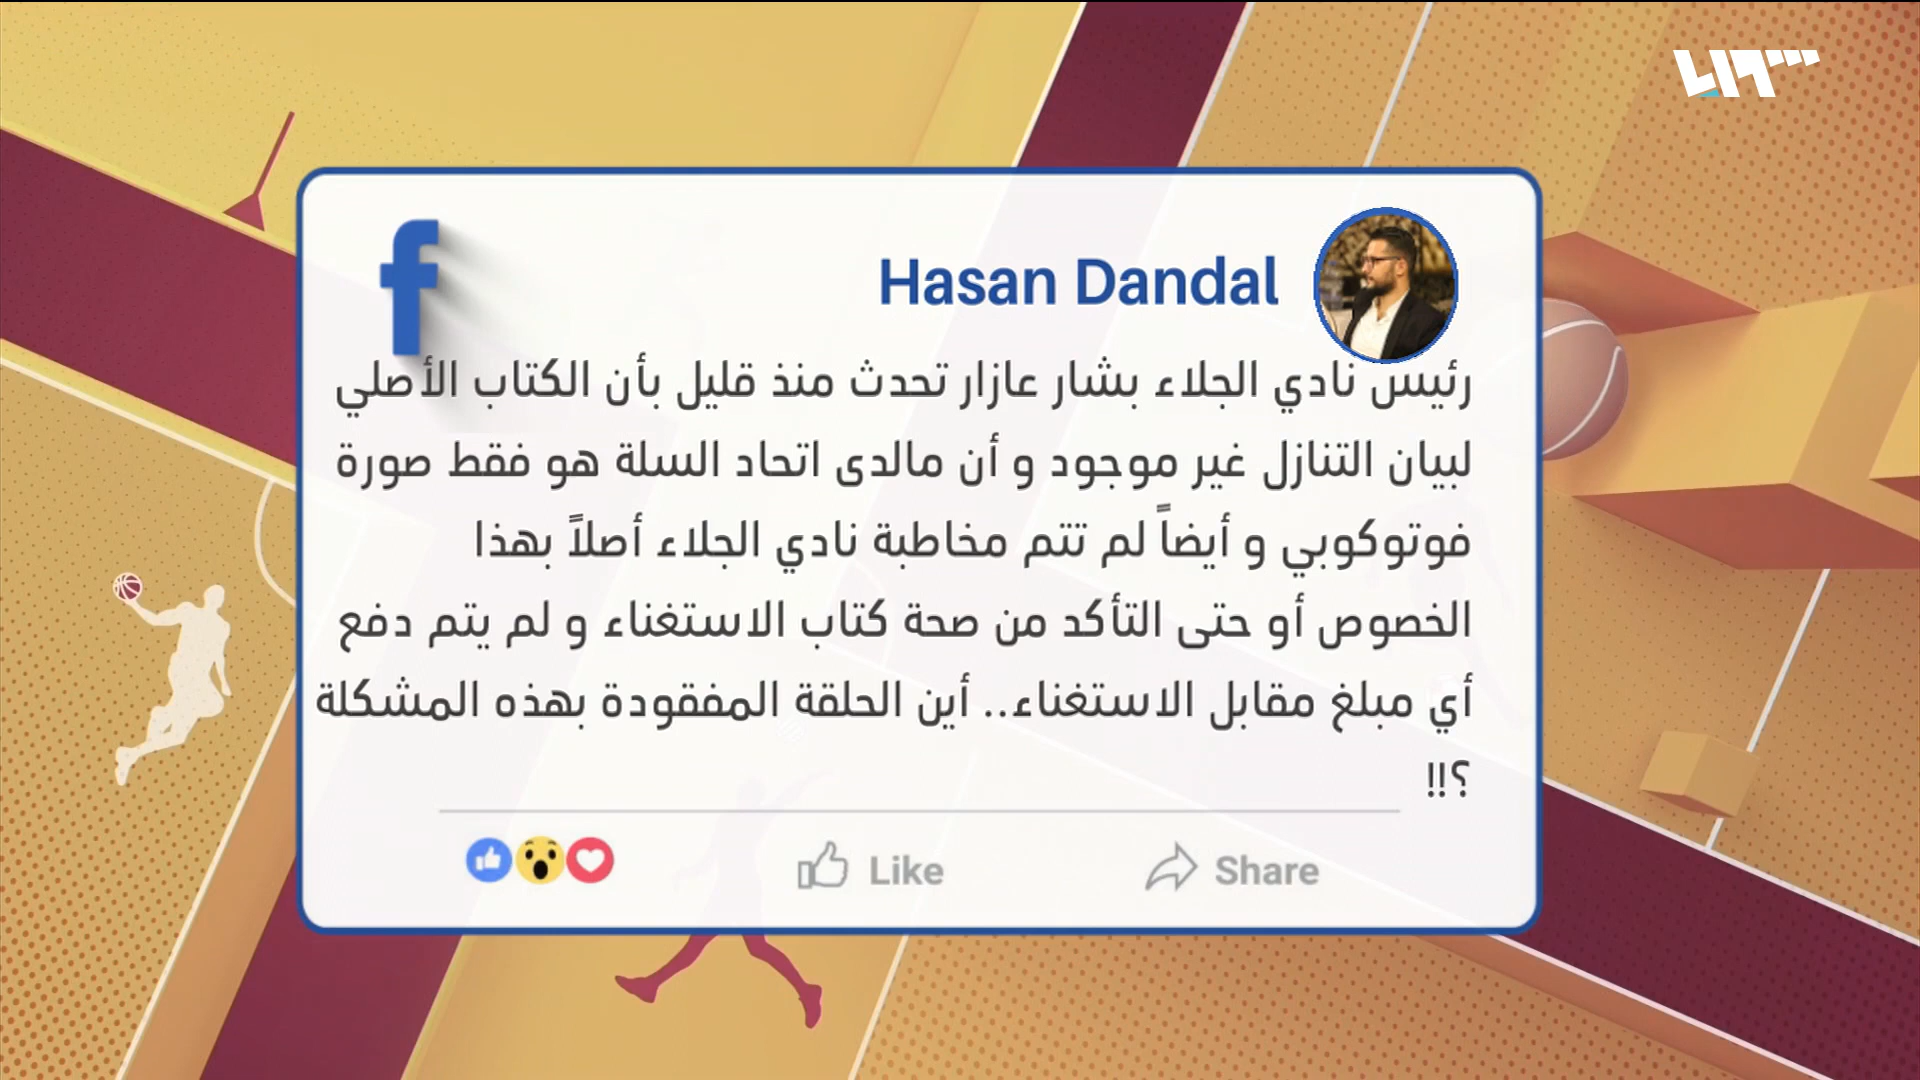 Hasan Dandal
رئيس نادي الجلاء بشار عازار تحدث منذ قليل بأن الكتاب الأصلي
لبيان التنازل غير موجود و أن مالدى اتحاد السلة هو فقط صورة
فوتوكوبي و أيضاً لم تتم مخاطبة نادي الجلاء أصلاً بهذا
الخصوص أو حتى التأكد من صحة كتاب الاستغناء و لم يتم دفع
أي مبلغ مقابل الاستغناء.. أين الحلقة المفقودة بهذه المشكلة
؟!!
Like
Share